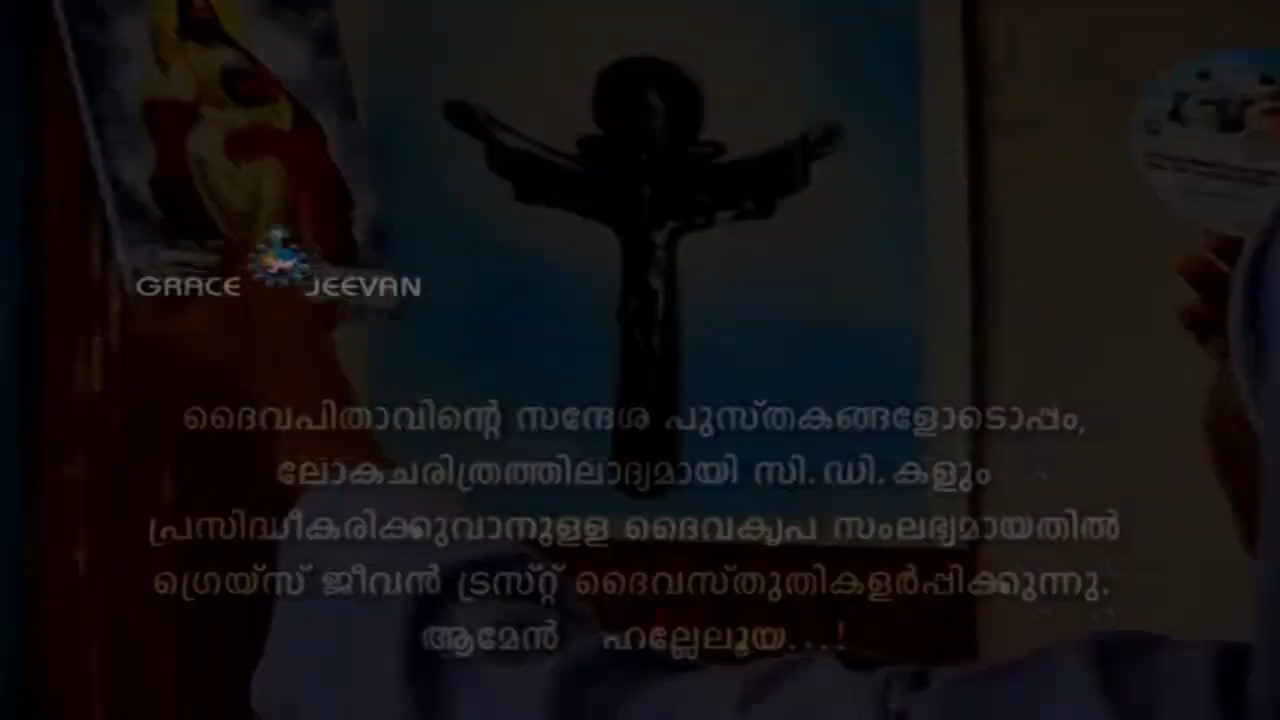 GRACE JEEVAN
ദൈവപിതാവിന്റെ സന്ദേശ പുസ്തകങ്ങളോടൊപ്പം,
ലോകചരിത്രത്തിലാദ്യമായി സി.ഡി.കളും
പ്രസിദ്ധീകരിക്കുവാനുളള ദൈവകൃപ സംലഭ്യമായതിൽ
ഗ്രെയ്സ് ജീവൻ ട്രസ്റ്റ് ദൈവസ്തുതികളർപ്പിക്കുന്നു.
ആമേൻ ഹല്ലേലൂയ...!